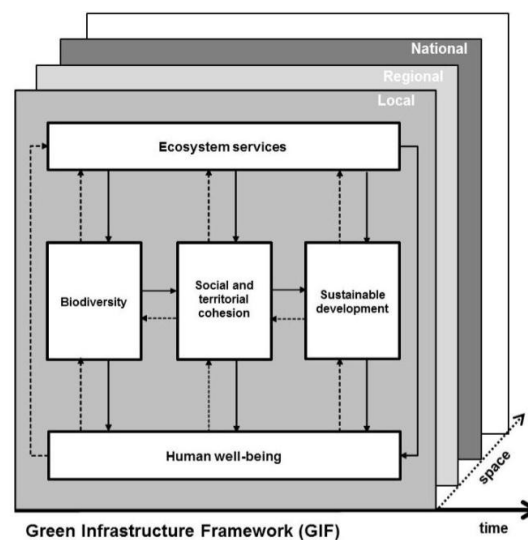 National
Regional
Local
Ecosystem services
Biodiversity
Social and
territorial
cohesion
Sustainable
development
Human well-being
space
Green Infrastructure Framework (GIF)
time